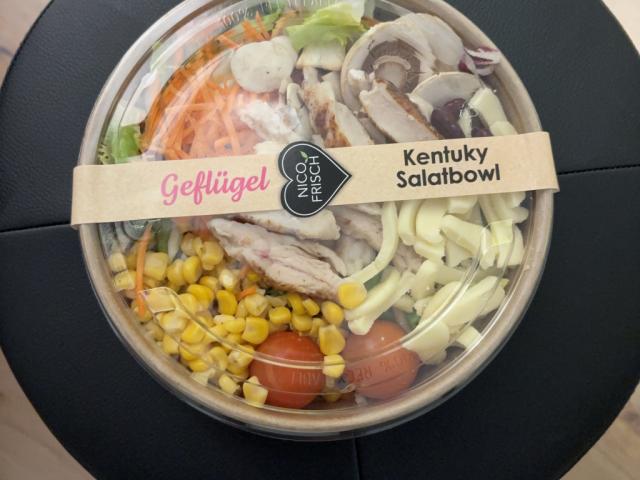 Geflügel
NICO
FRISCH
Kentuky
Salatbowl